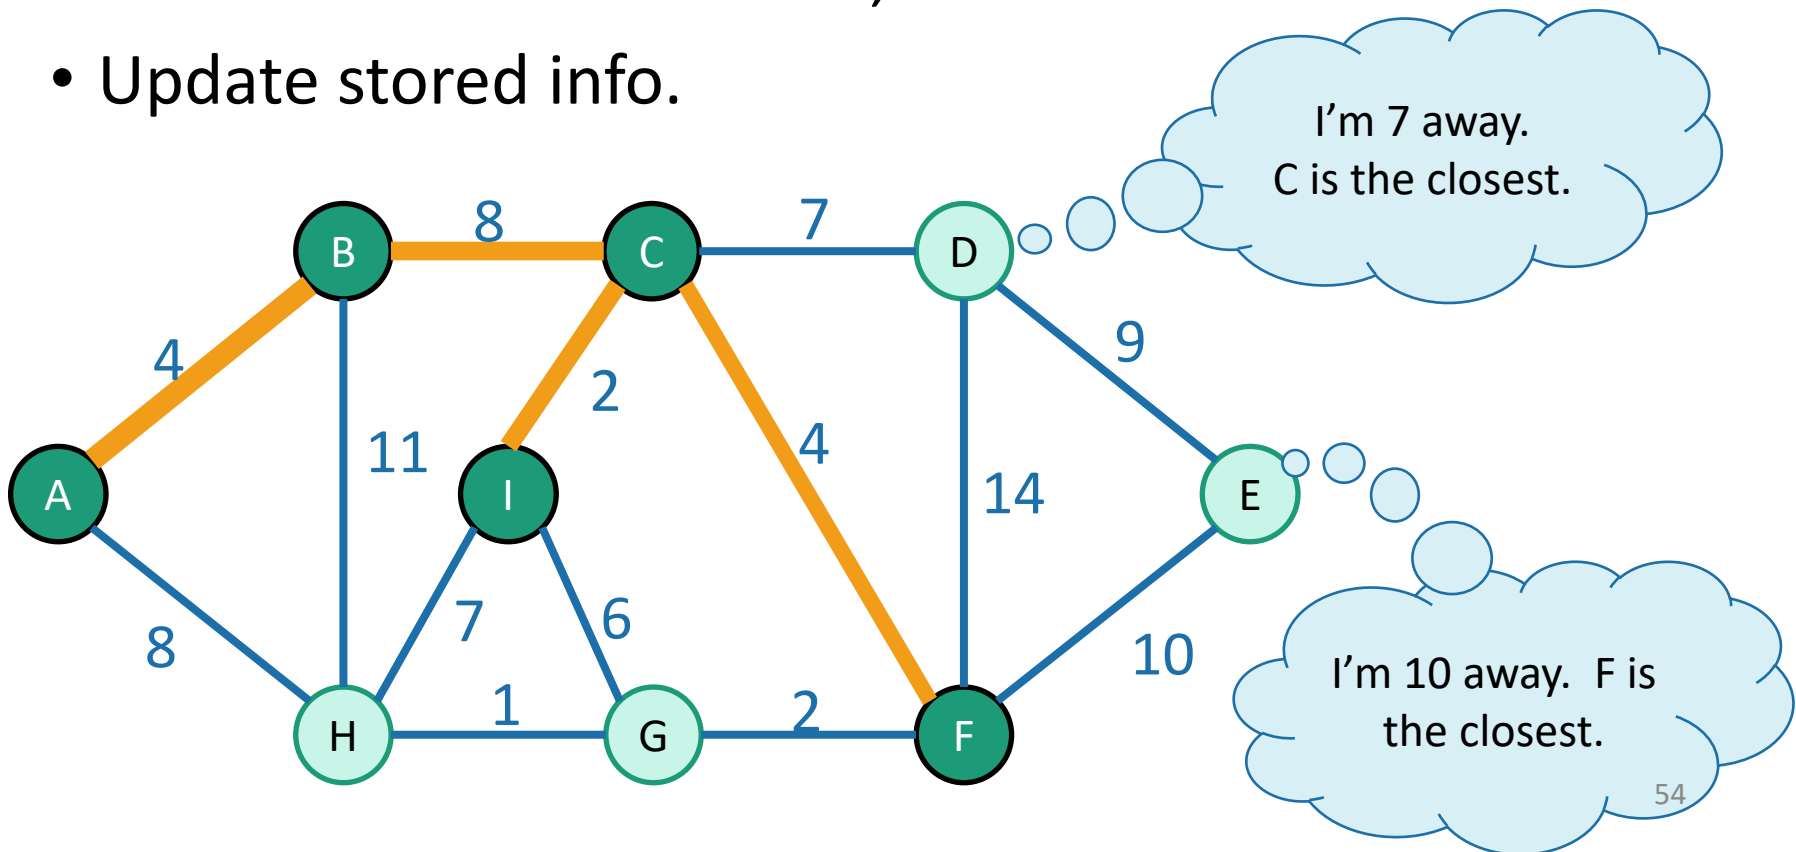 • Update stored info.
I'm 7 away.
C is the closest.
B
8
C
7
D
4
2
9
11
4
A
I
14
E
8
7
6
10
H
1
G
2
F
I'm 10 away.  F is
the closest.
54